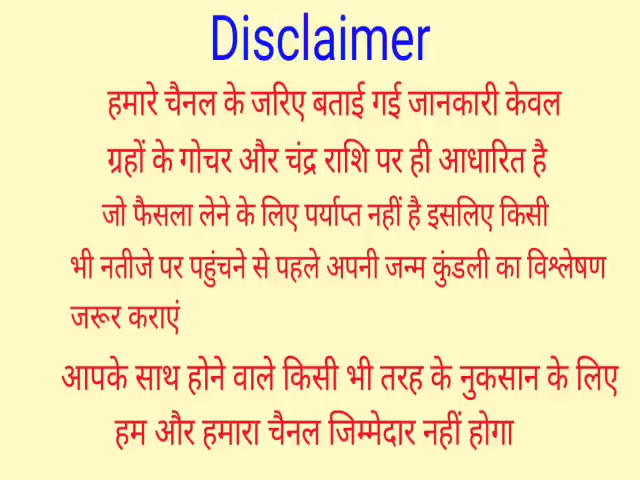 Disclaimer
हमारे चैनल के जरिए बताई गई जानकारी केवल
ग्रहों के गोचर और चंद्र राशि पर ही आधारित है
जो फैसला लेने के लिए पर्याप्त नहीं है इसलिए किसी
भी नतीजे पर पहुंचने से पहले अपनी जन्म कुंडली का विश्लेषण
जरूर कराएं
आपके साथ होने वाले किसी भी तरह के नुकसान के लिए
हम और हमारा चैनल जिम्मेदार नहीं होगा